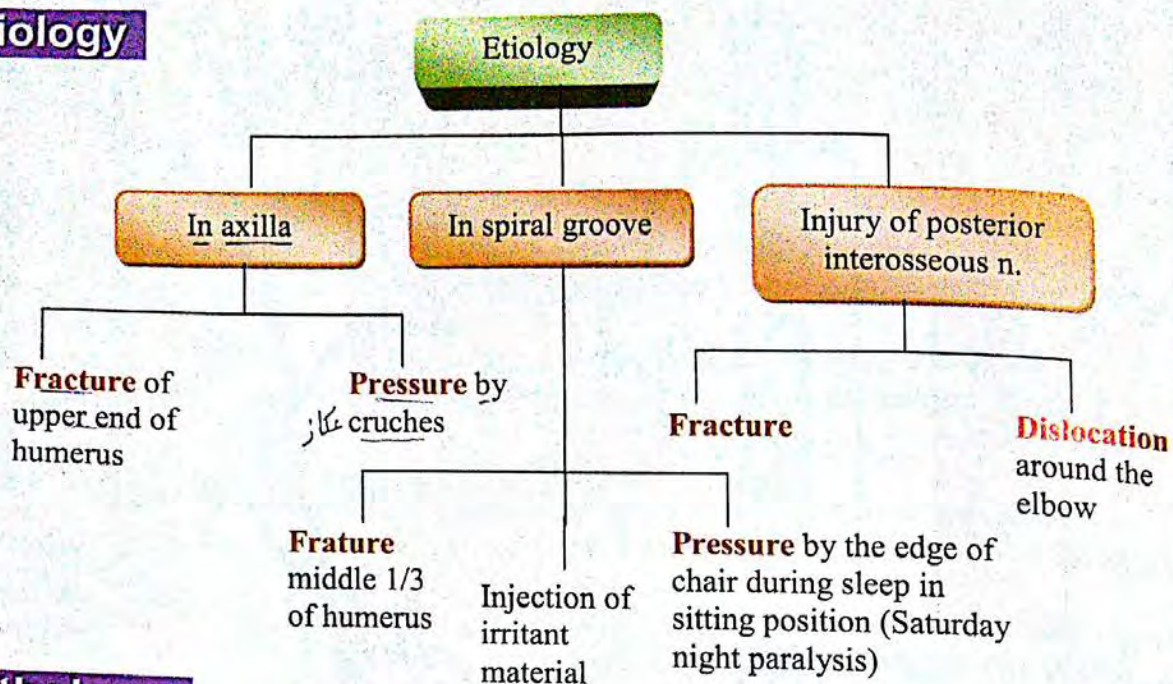 iology
Etiology
In axilla
In spiral groove
Injury of posterior
interosseous n.
Fracture of
upper end of
humerus
Pressure by
عكاز cruches
Fracture
Dislocation
around the
elbow
Frature
middle 1/3
of humerus
Injection of
irritant
material
Pressure by the edge of
chair during sleep in
sitting position (Saturday
night paralysis)